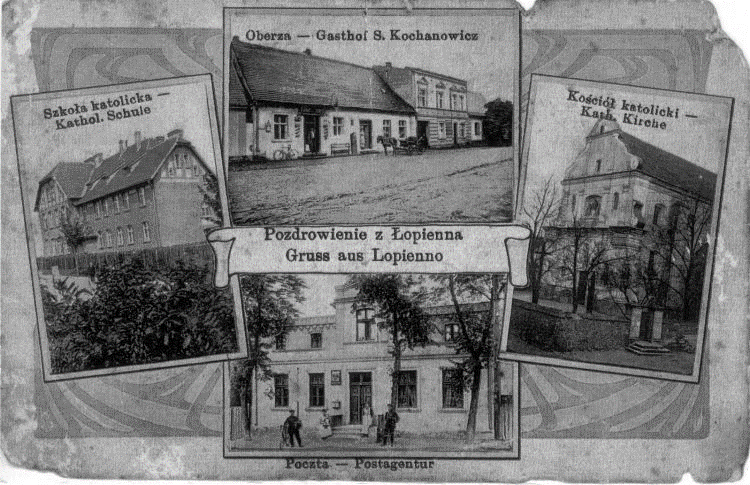 Oberza — Gasthof S. Kochanowicz
Szkoła katolicka —
Kathol. Schule
Kościół katolicki —
Kath. Kirche
Pozdrowienie z Łopienna
Gruss aus Lopienno
Poczta — Postagentur